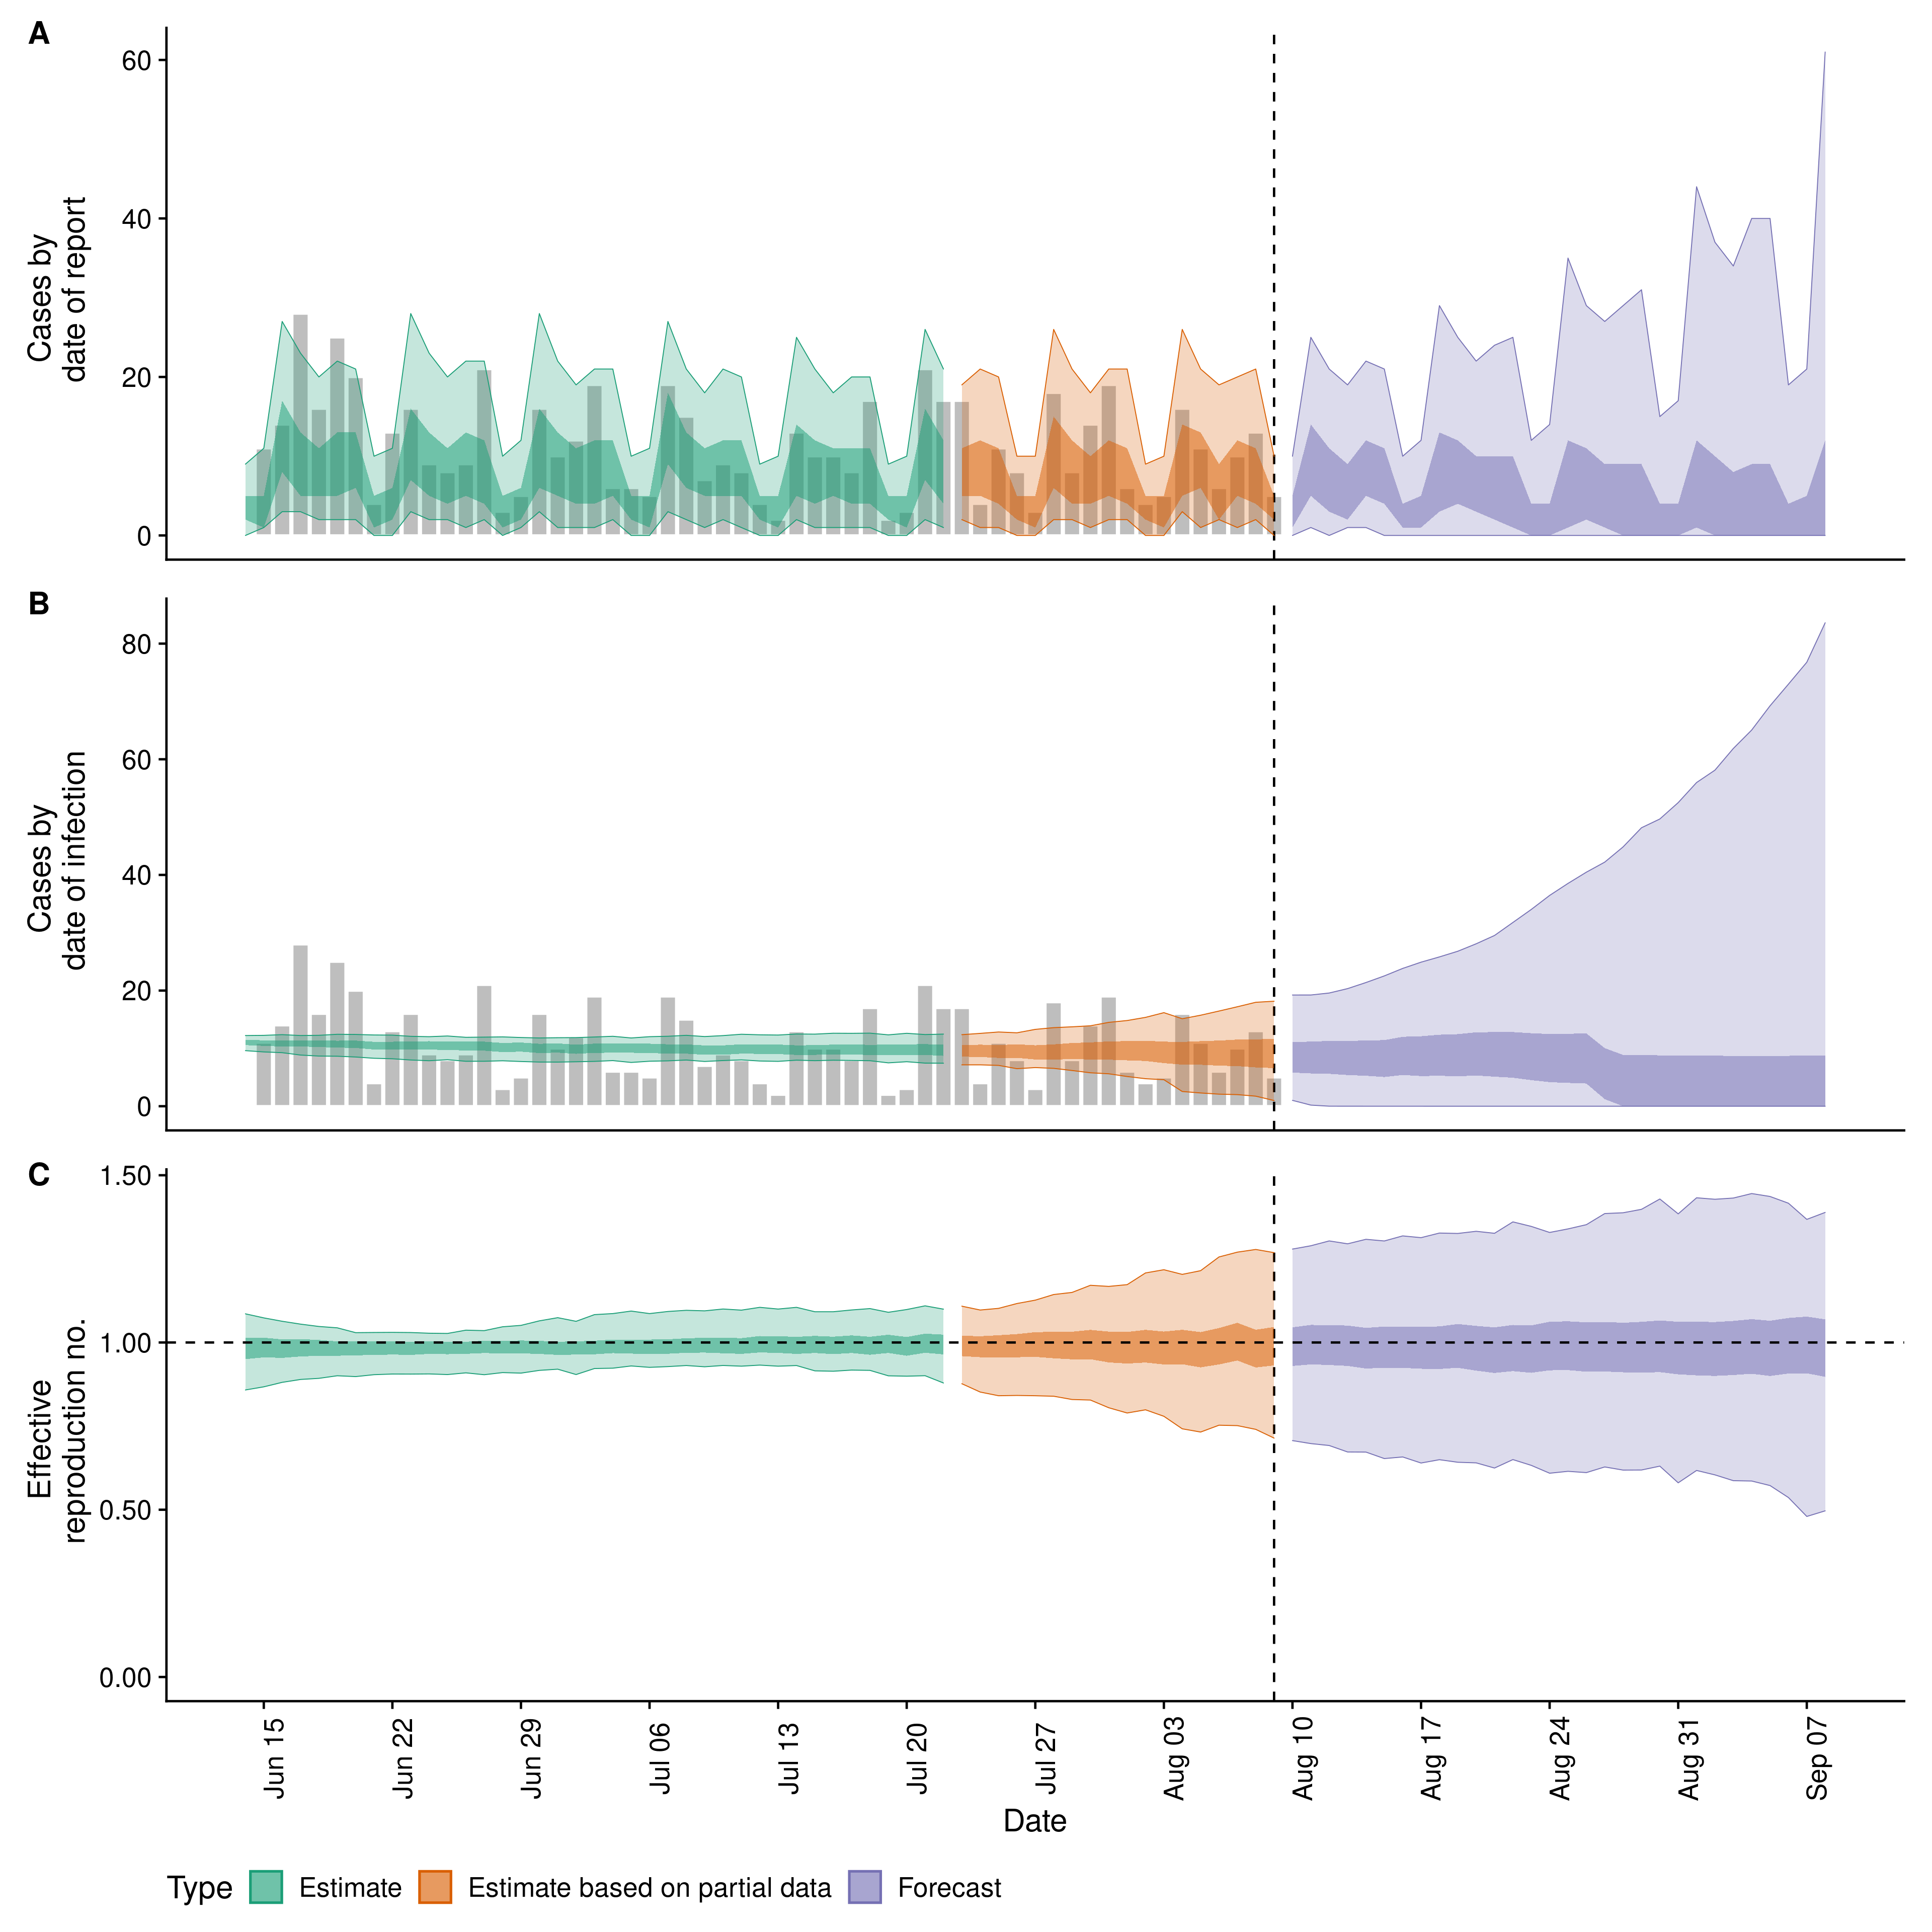 A
Cases by
date of report
60
40
20
0
B
Cases by
date of infection
80
60
40
20
0
C
Effective
reproduction no.
1.50
1.00
0.50
0.00
Jun 15
Jun 22
Jun 29
Jul 06
Jul 13
Jul 20
Jul 27
Aug 03
Aug 10
Aug 17
Aug 24
Aug 31
Sep 07
Date
Type Estimate Estimate based on partial data Forecast